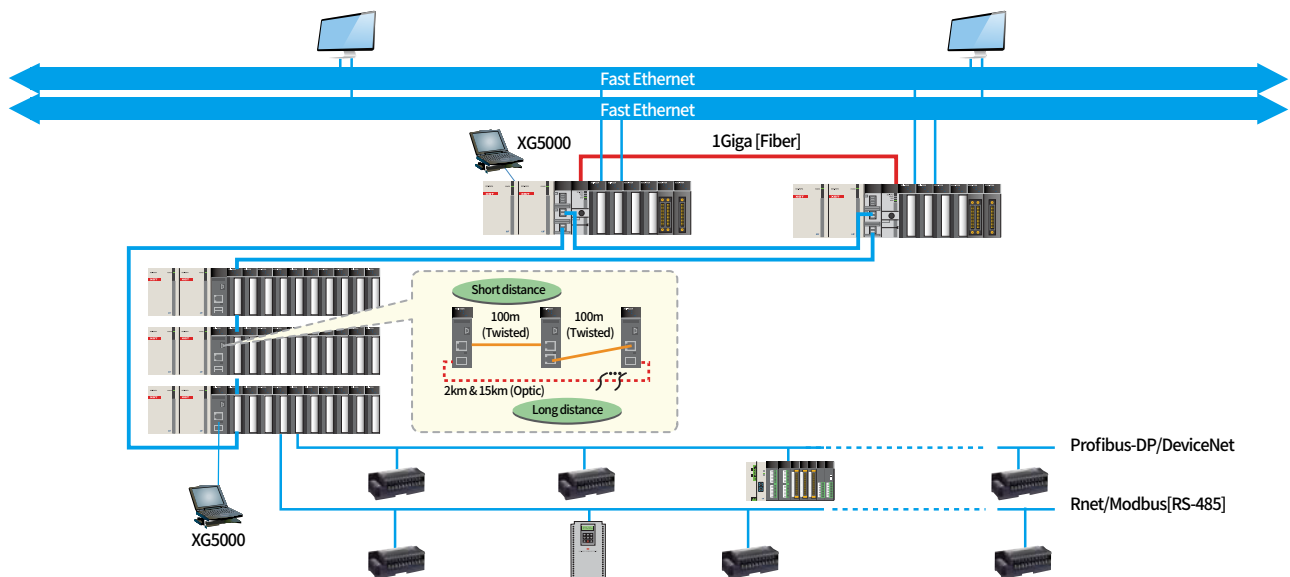 Fast Ethernet
Fast Ethernet
XG5000
1Giga [Fiber]
Short distance
100m
(Twisted)
100m
(Twisted)
2km & 15km (Optic)
Long distance
Profibus-DP/DeviceNet
Rnet/Modbus[RS-485]
XG5000